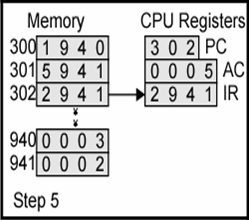 Memory CPU Registers
300 1 9 4 0 3 0 2 PC
301 5 9 4 1 0 0 0 5 AC
302 2 9 4 1 2 9 4 1 IR
940 0 0 0 3
941 0 0 0 2
Step 5